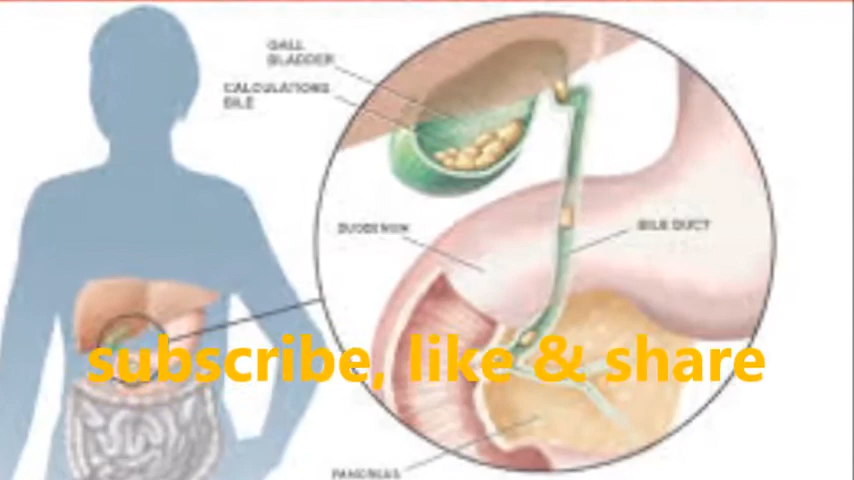 GALL
BLADDER
CALCULATIONS
BILE
DUODENUM
BILE DUCT
subscribe, like & share
PANCREAS